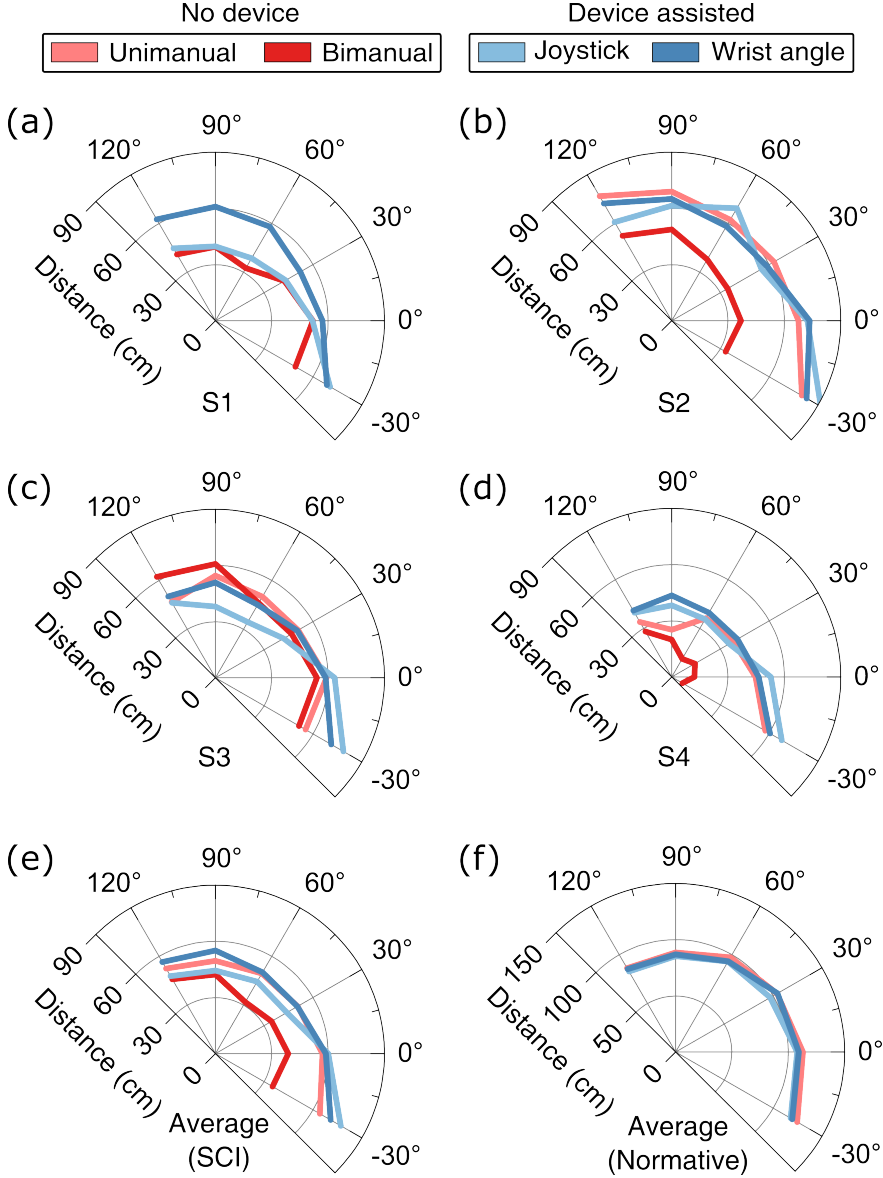 No device Device assisted
Unimanual Bimanual Joystick Wrist angle
(a) (b)
90° 90°
120° 60° 120° 60°
90 30° 90 30°
60 60
30 30
0 0° 0 0°
Distance (cm) Distance (cm)
S1 -30° S2 -30°
(c) (d)
90° 90°
120° 60° 120° 60°
90 30° 90 30°
60 60
30 30
0 0° 0 0°
Distance (cm) Distance (cm)
S3 -30° S4 -30°
(e) (f)
90° 90°
120° 60° 120° 60°
90 30° 150 30°
60 100
30 50
0 0° 0 0°
Distance (cm) Distance (cm)
Average Average
(SCI) -30° (Normative) -30°